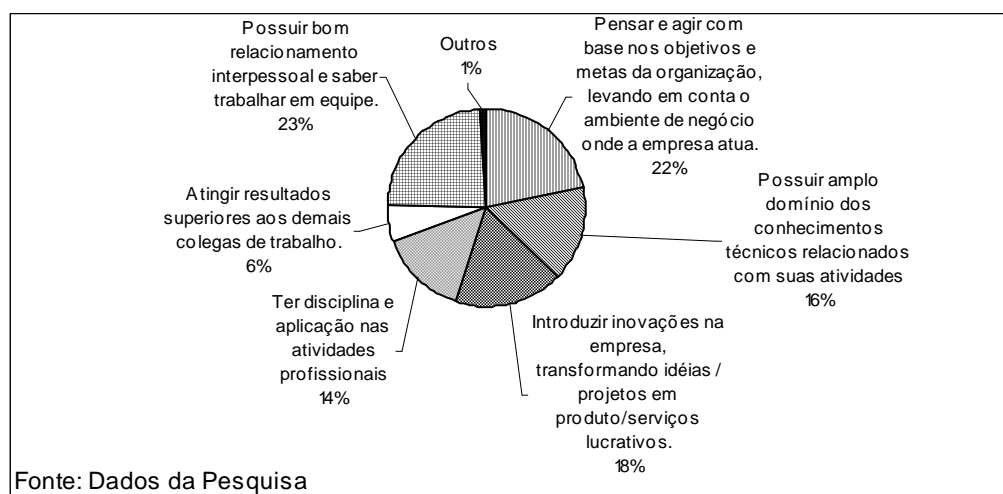 Possuir bom
relacionamento
interpessoal e saber
trabalhar em equipe.
23%
Outros
1%
Pensar e agir com
base nos objetivos e
metas da organização,
levando em conta o
ambiente de negócio
onde a empresa atua.
22%
Possuir amplo
domínio dos
conhecimentos
técnicos relacionados
com suas atividades
16%
Introduzir inovações na
empresa,
transformando idéias /
projetos em
produto/serviços
lucrativos.
18%
Ter disciplina e
aplicação nas
atividades
profissionais
14%
Atingir resultados
superiores aos demais
colegas de trabalho.
6%
Fonte: Dados da Pesquisa